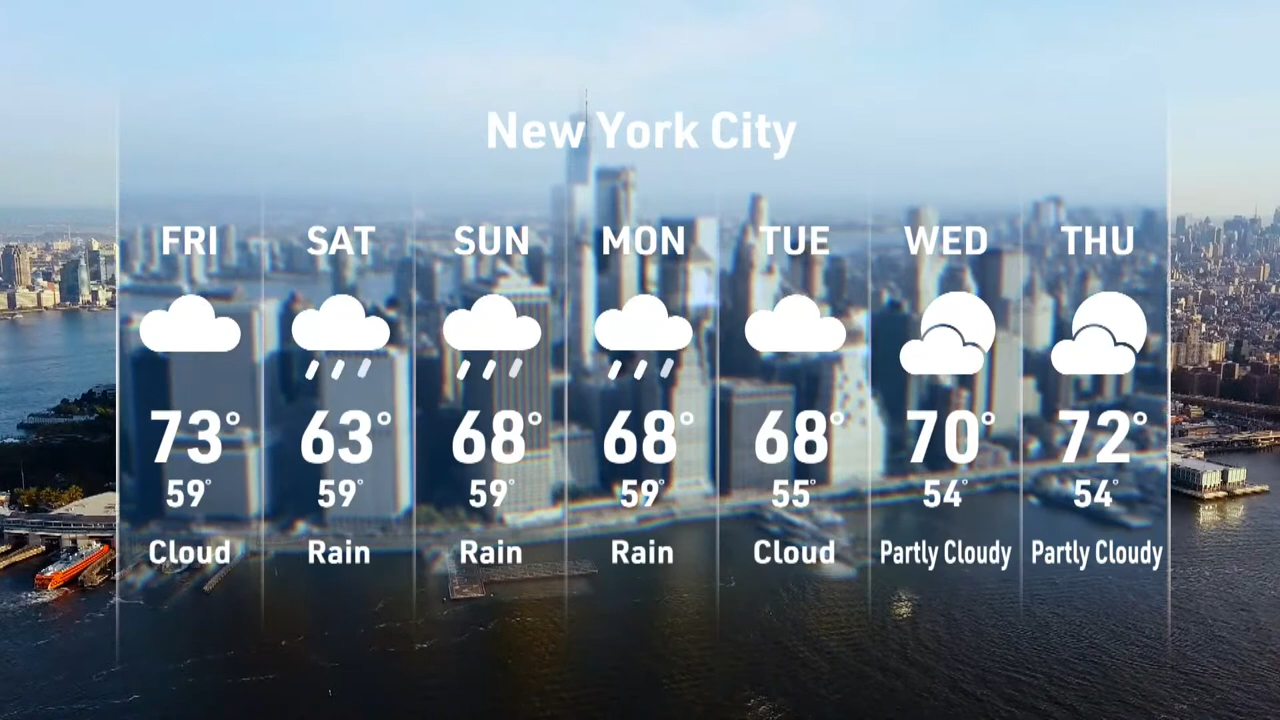 New York City
FRI SAT SUN MON TUE WED THU
73° 63° 68° 68° 68° 70° 72°
59° 59° 59° 59° 55° 54° 54°
Cloud Rain Rain Rain Cloud Partly Cloudy Partly Cloudy